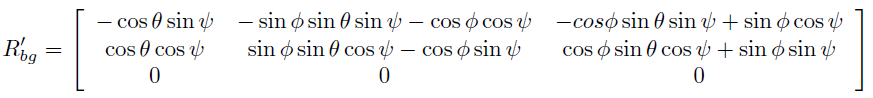 − cos θ sin ψ − sin ϕ sin θ sin ψ − cos ϕ cos ψ −cosϕ sin θ sin ψ + sin ϕ cos ψ
R′bg = cos θ cos ψ sin ϕ sin θ cos ψ − cos ϕ sin ψ cos ϕ sin θ cos ψ + sin ϕ sin ψ
0 0 0